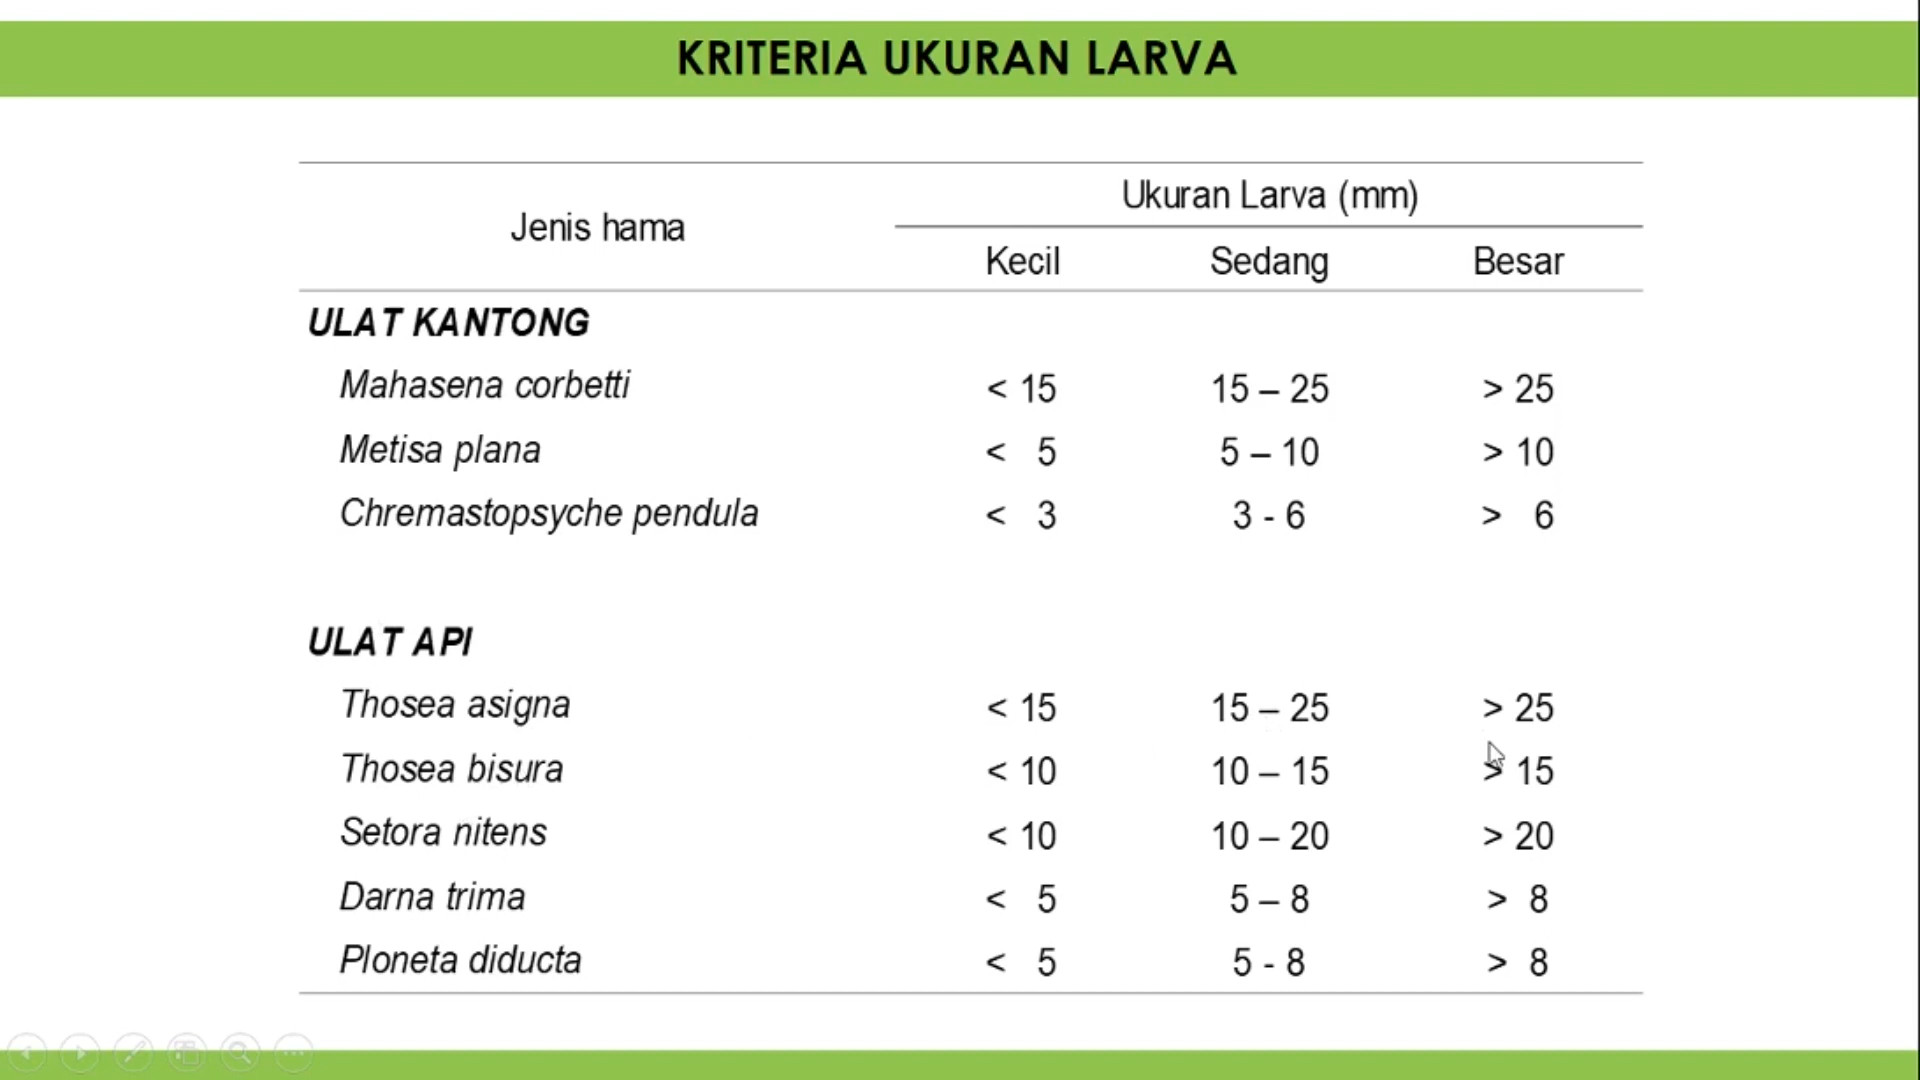 KRITERIA UKURAN LARVA
Jenis hama
Ukuran Larva (mm)
Kecil Sedang Besar
ULAT KANTONG
Mahasena corbetti < 15 15 – 25 > 25
Metisa plana < 5 5 – 10 > 10
Chremastopsyche pendula < 3 3 - 6 > 6
ULAT API
Thosea asigna < 15 15 – 25 > 25
Thosea bisura < 10 10 – 15 > 15
Setora nitens < 10 10 – 20 > 20
Darna trima < 5 5 – 8 > 8
Ploneta diducta < 5 5 - 8 > 8